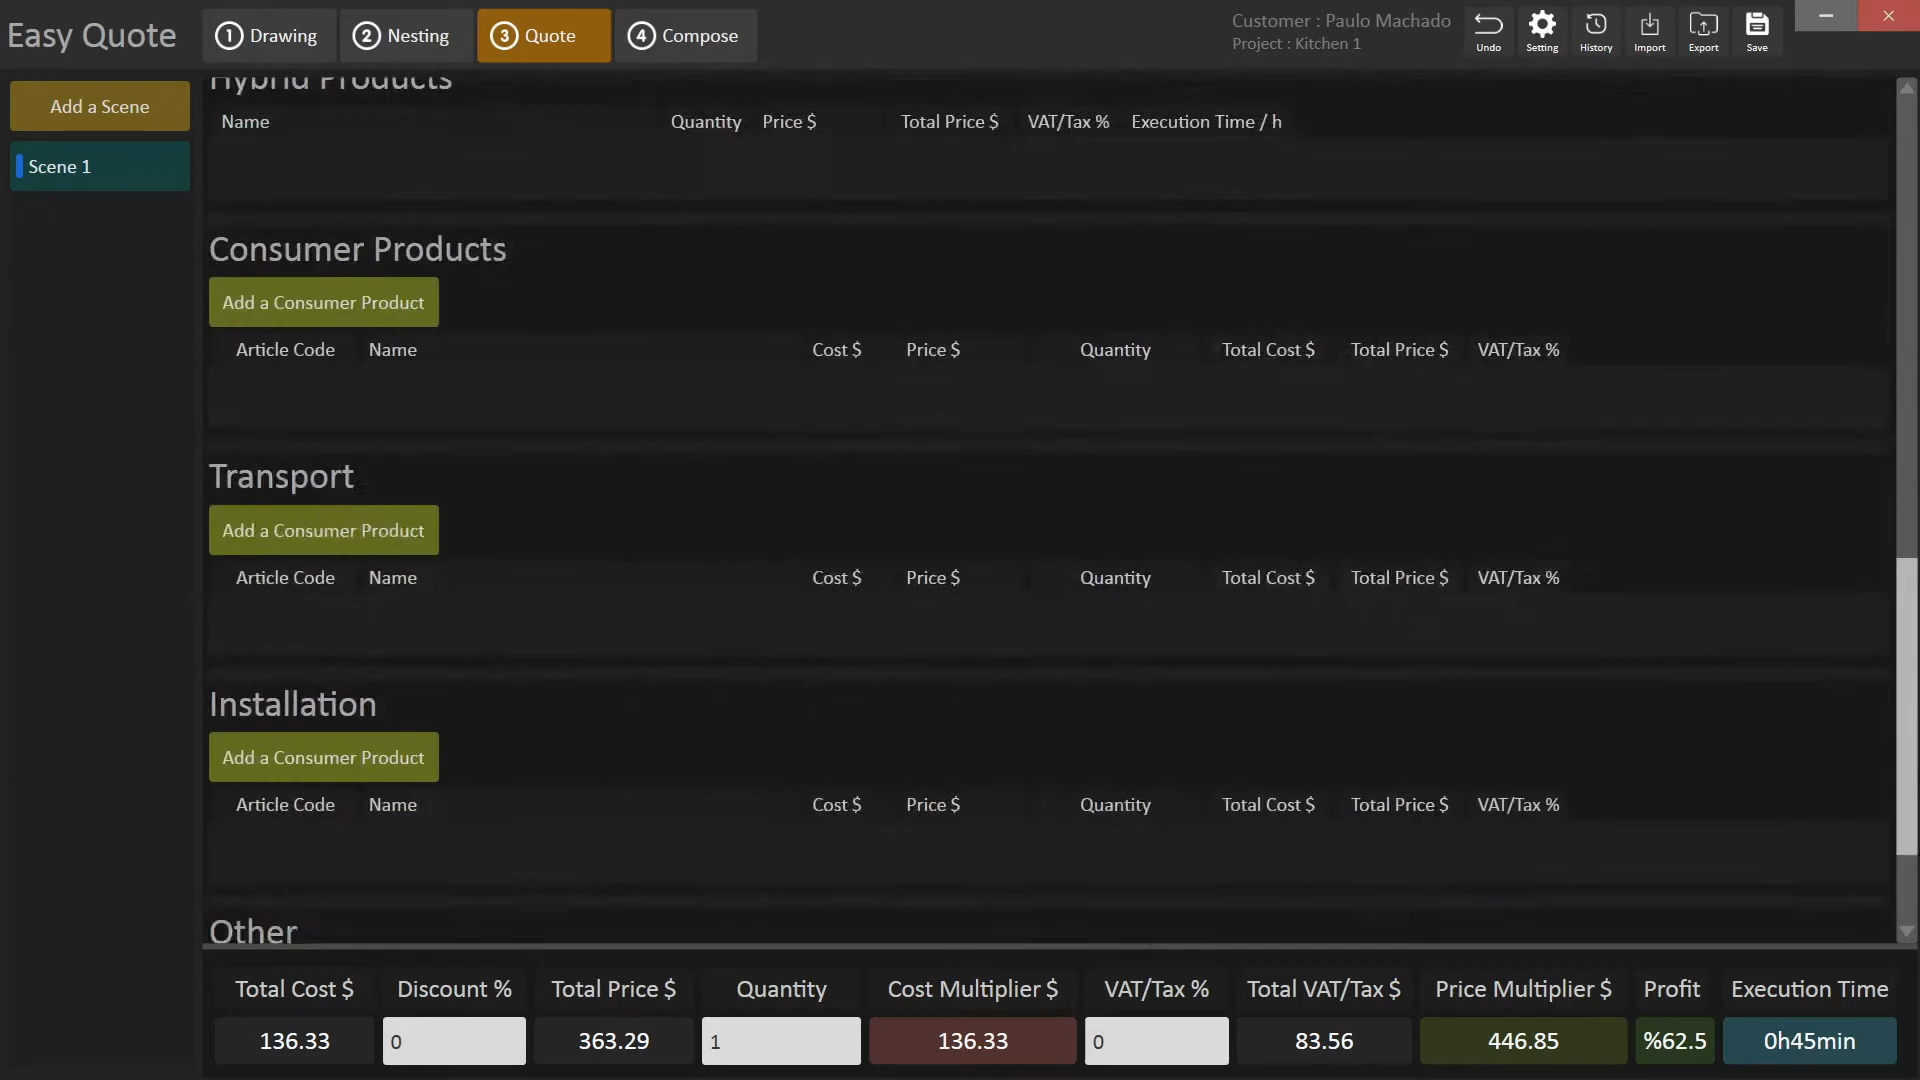 Easy Quote
1 Drawing
2 Nesting
3 Quote
4 Compose
Customer : Paulo Machado
Project : Kitchen 1
Undo
Setting
History
Import
Export
Save
Add a Scene
Scene 1
Hybrid Products
Name Quantity Price $ Total Price $ VAT/Tax % Execution Time / h
Consumer Products
Add a Consumer Product
Article Code Name Cost $ Price $ Quantity Total Cost $ Total Price $ VAT/Tax %
Transport
Add a Consumer Product
Article Code Name Cost $ Price $ Quantity Total Cost $ Total Price $ VAT/Tax %
Installation
Add a Consumer Product
Article Code Name Cost $ Price $ Quantity Total Cost $ Total Price $ VAT/Tax %
Other
Total Cost $ Discount % Total Price $ Quantity Cost Multiplier $ VAT/Tax % Total VAT/Tax $ Price Multiplier $ Profit Execution Time
136.33 0 363.29 1 136.33 0 83.56 446.85 %62.5 0h45min